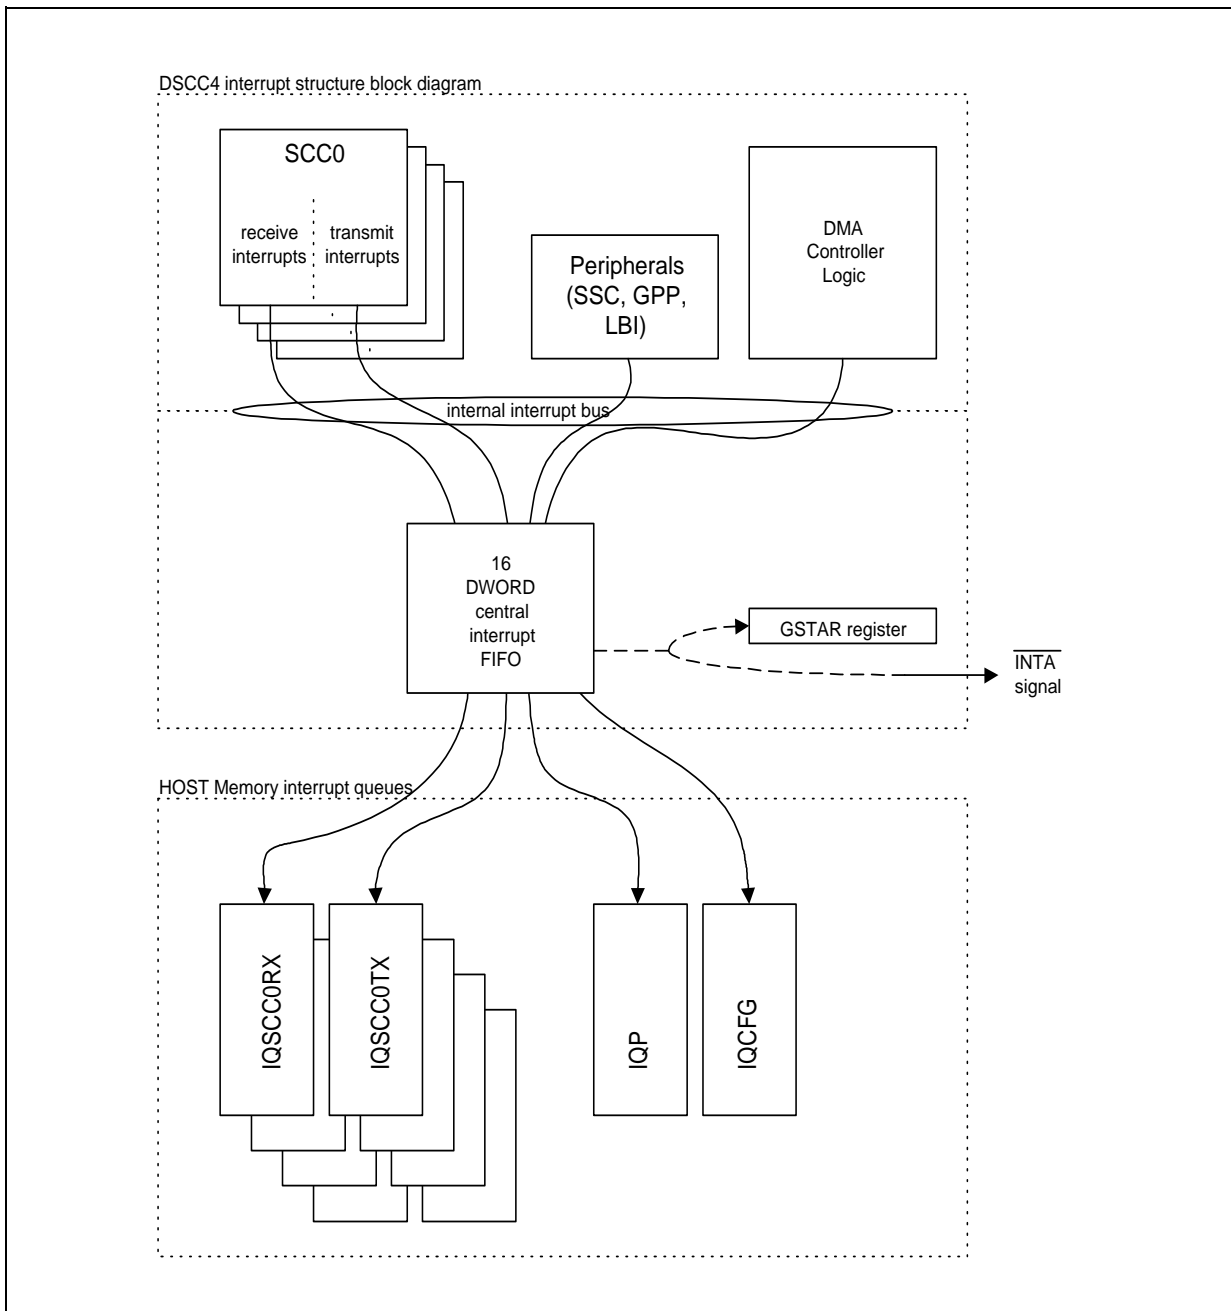 DSCC4 interrupt structure block diagram
SCC0
receive
interrupts
transmit
interrupts
Peripherals
(SSC, GPP,
LBI)
DMA
Controller
Logic
internal interrupt bus
16
DWORD
central
interrupt
FIFO
GSTAR register
INTA
signal
HOST Memory interrupt queues
IQSCC0RX
IQSCC0TX
IQP
IQCFG